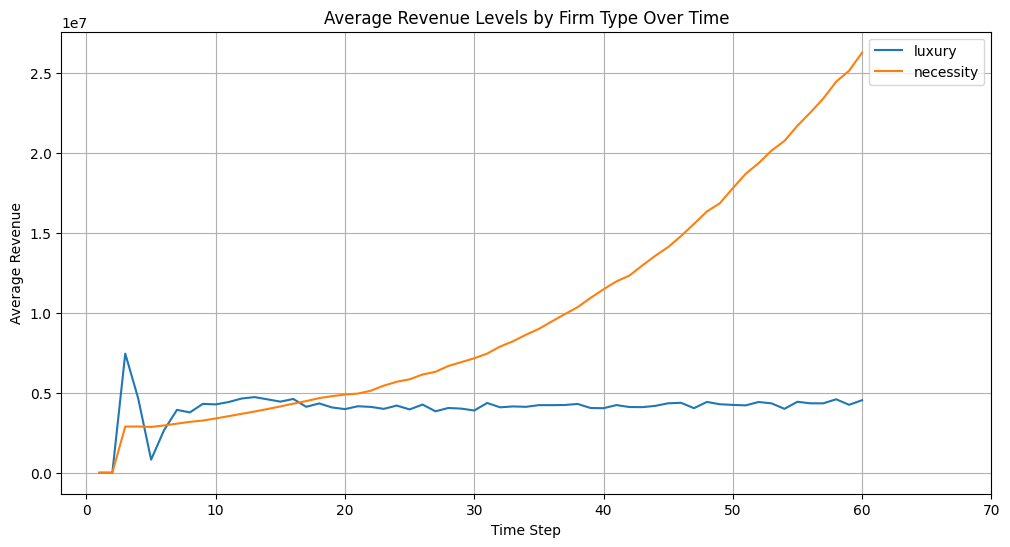 Average Revenue Levels by Firm Type Over Time
1e7
luxury
necessity
2.5
2.0
1.5
1.0
0.5
0.0
Average Revenue
0 10 20 30 40 50 60 70
Time Step